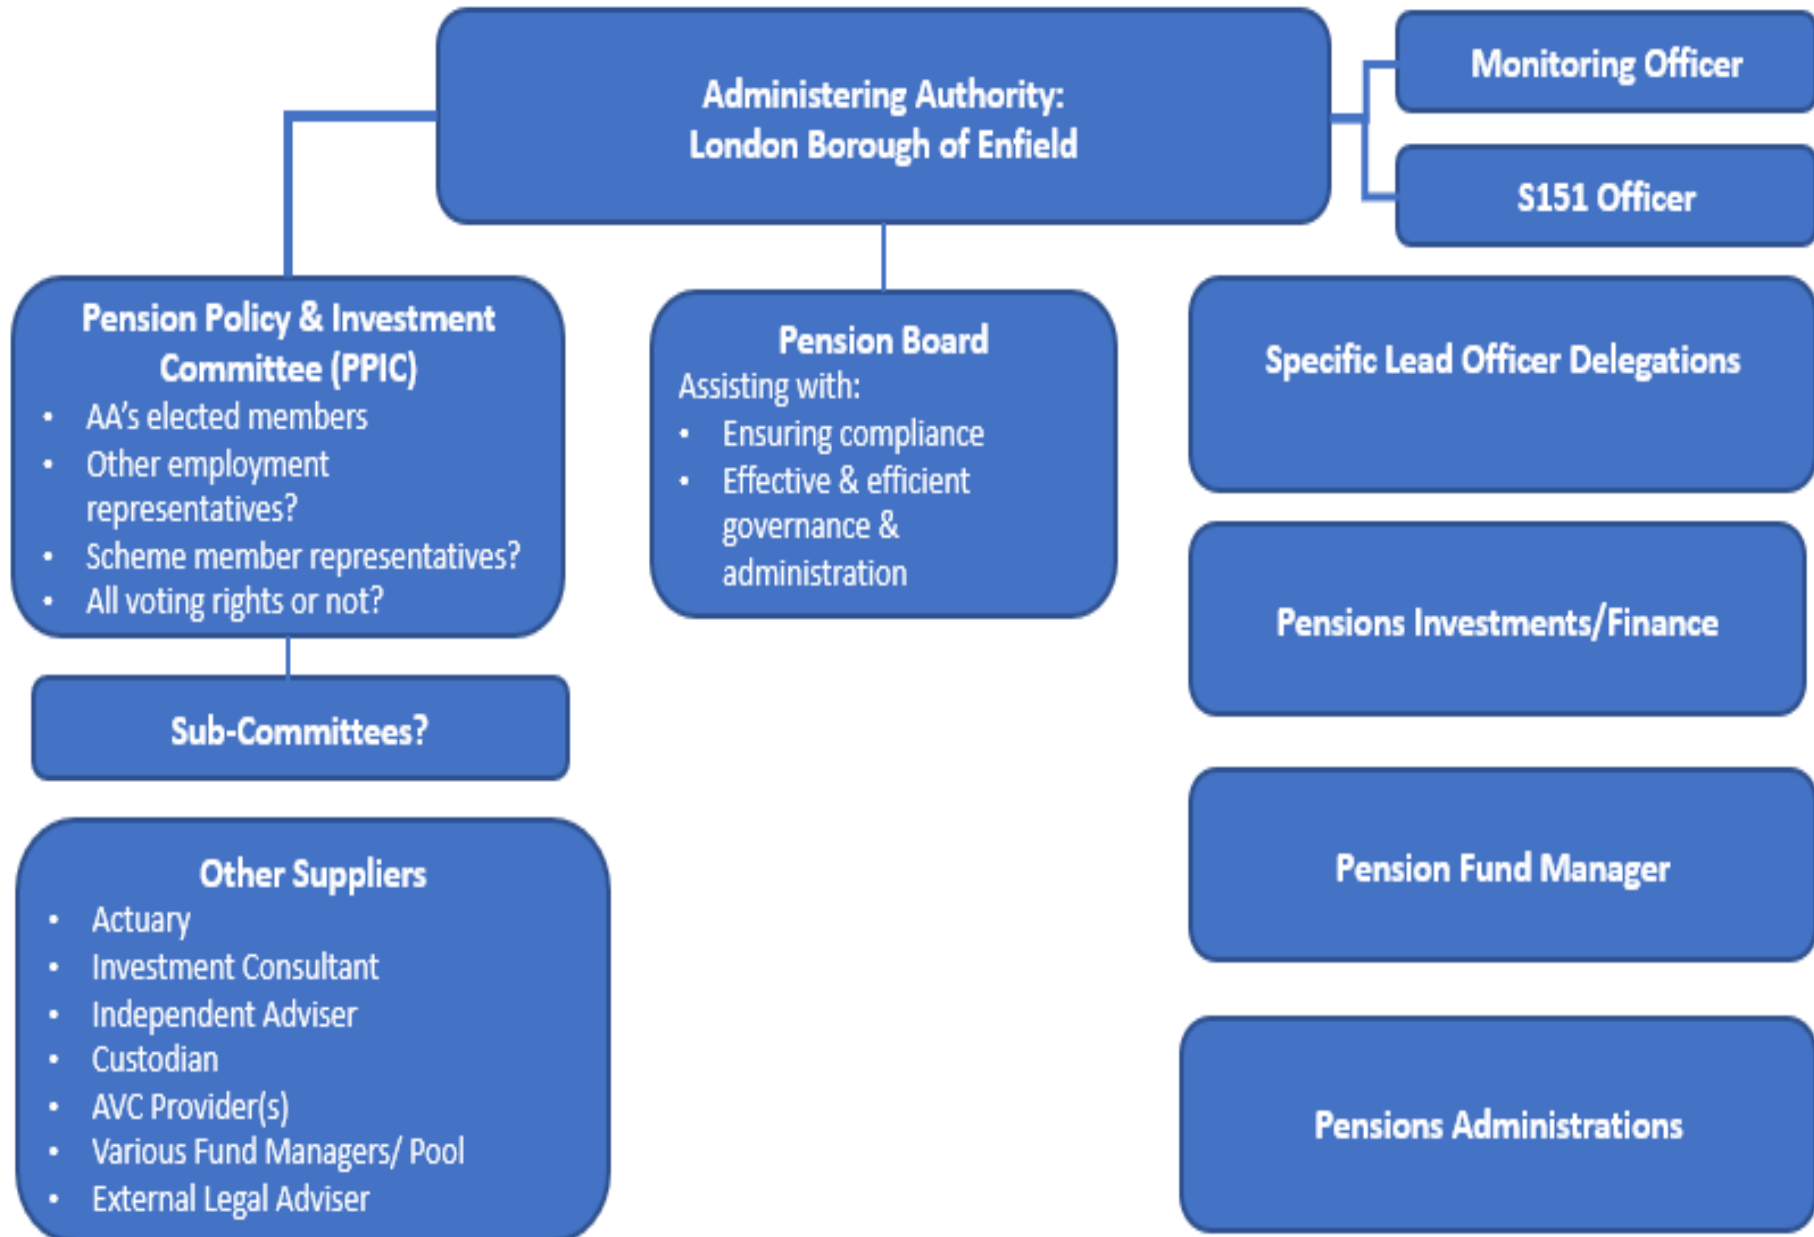 Administering Authority:
London Borough of Enfield
Monitoring Officer
S151 Officer
Pension Policy & Investment
Committee (PPIC)
• AA's elected members
• Other employment
representatives?
• Scheme member representatives?
• All voting rights or not?
Pension Board
Assisting with:
• Ensuring compliance
• Effective & efficient
governance &
administration
Specific Lead Officer Delegations
Pensions Investments/Finance
Sub-Committees?
Pension Fund Manager
Other Suppliers
• Actuary
• Investment Consultant
• Independent Adviser
• Custodian
• AVC Provider(s)
• Various Fund Managers/ Pool
• External Legal Adviser
Pensions Administrations